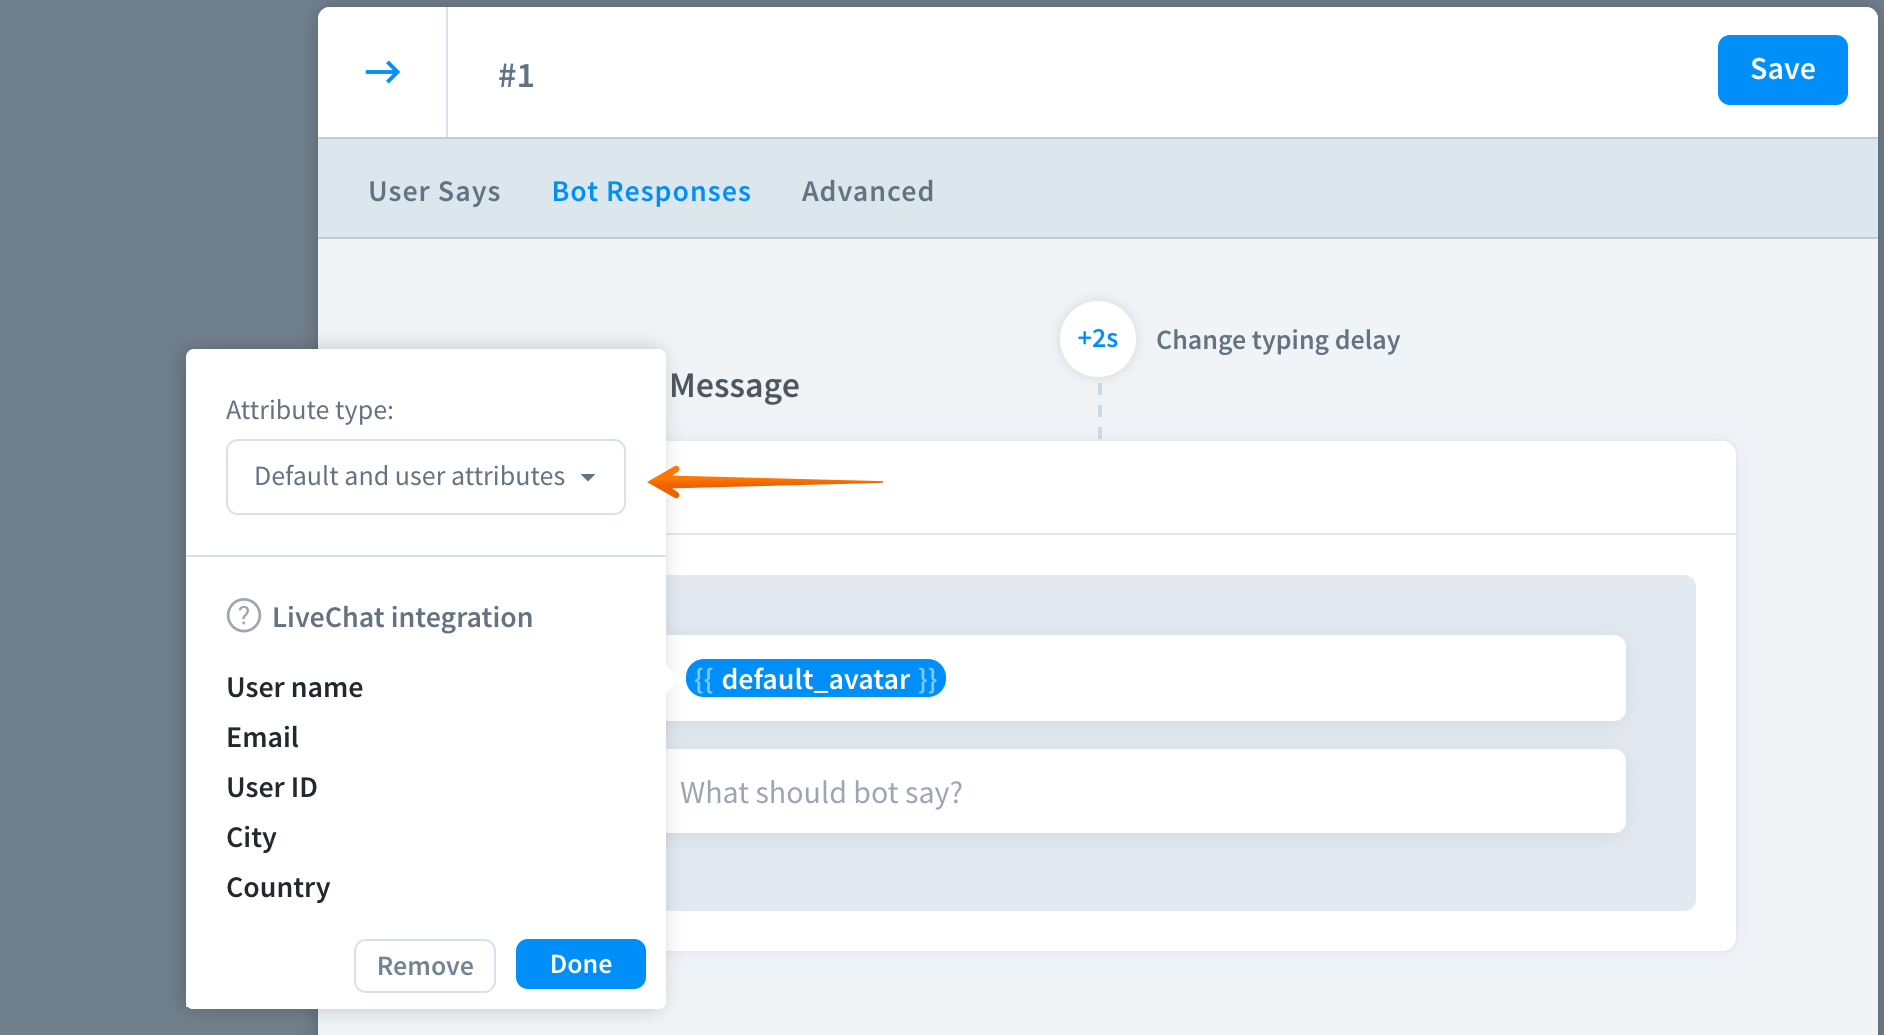 #1
Save
User Says
Bot Responses
Advanced
+2s
Change typing delay
Message
Attribute type:
Default and user attributes
? LiveChat integration
User name
Email
User ID
City
Country
Remove
Done
{{ default_avatar }}
What should bot say?